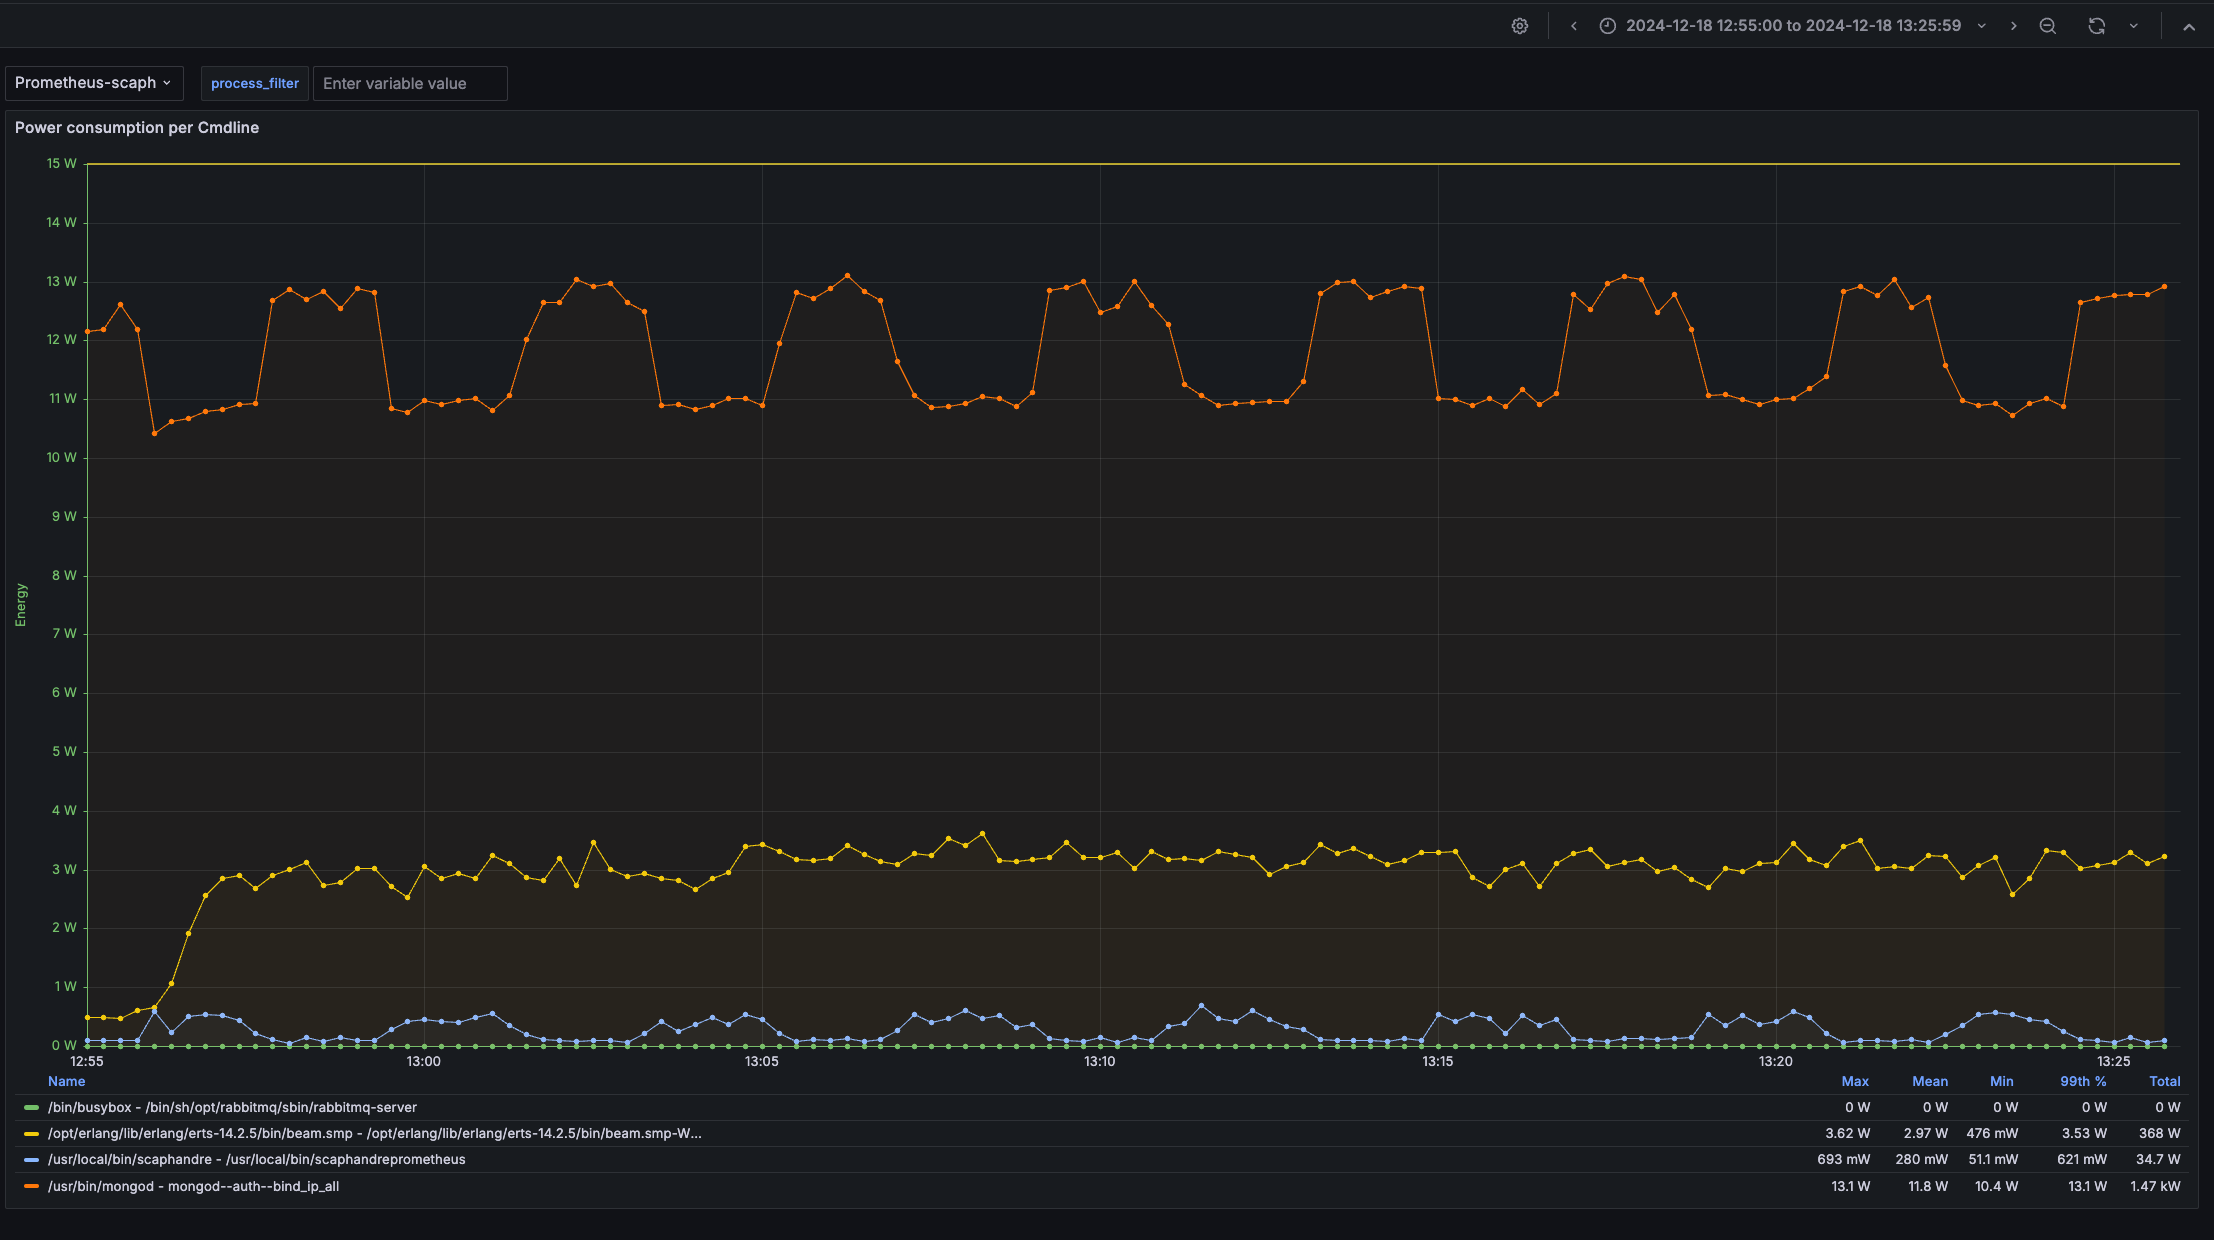 2024-12-18 12:55:00 to 2024-12-18 13:25:59
Prometheus-scaph process_filter Enter variable value
Power consumption per Cmdline
15 W
14 W
13 W
12 W
11 W
10 W
9 W
8 W
7 W
6 W
5 W
4 W
3 W
2 W
1 W
0 W
Energy
12:55 13:00 13:05 13:10 13:15 13:20 13:25
Name Max Mean Min 99th % Total
/bin/busybox - /bin/sh/opt/rabbitmq/sbin/rabbitmq-server 0 W 0 W 0 W 0 W 0 W
/opt/erlang/lib/erlang/erts-14.2.5/bin/beam.smp - /opt/erlang/lib/erlang/erts-14.2.5/bin/beam.smp-W... 3.62 W 2.97 W 476 mW 3.53 W 368 W
/usr/local/bin/scaphandre - /usr/local/bin/scaphandreprometheus 693 mW 280 mW 51.1 mW 621 mW 34.7 W
/usr/bin/mongod - mongod--auth--bind_ip_all 13.1 W 11.8 W 10.4 W 13.1 W 1.47 kW